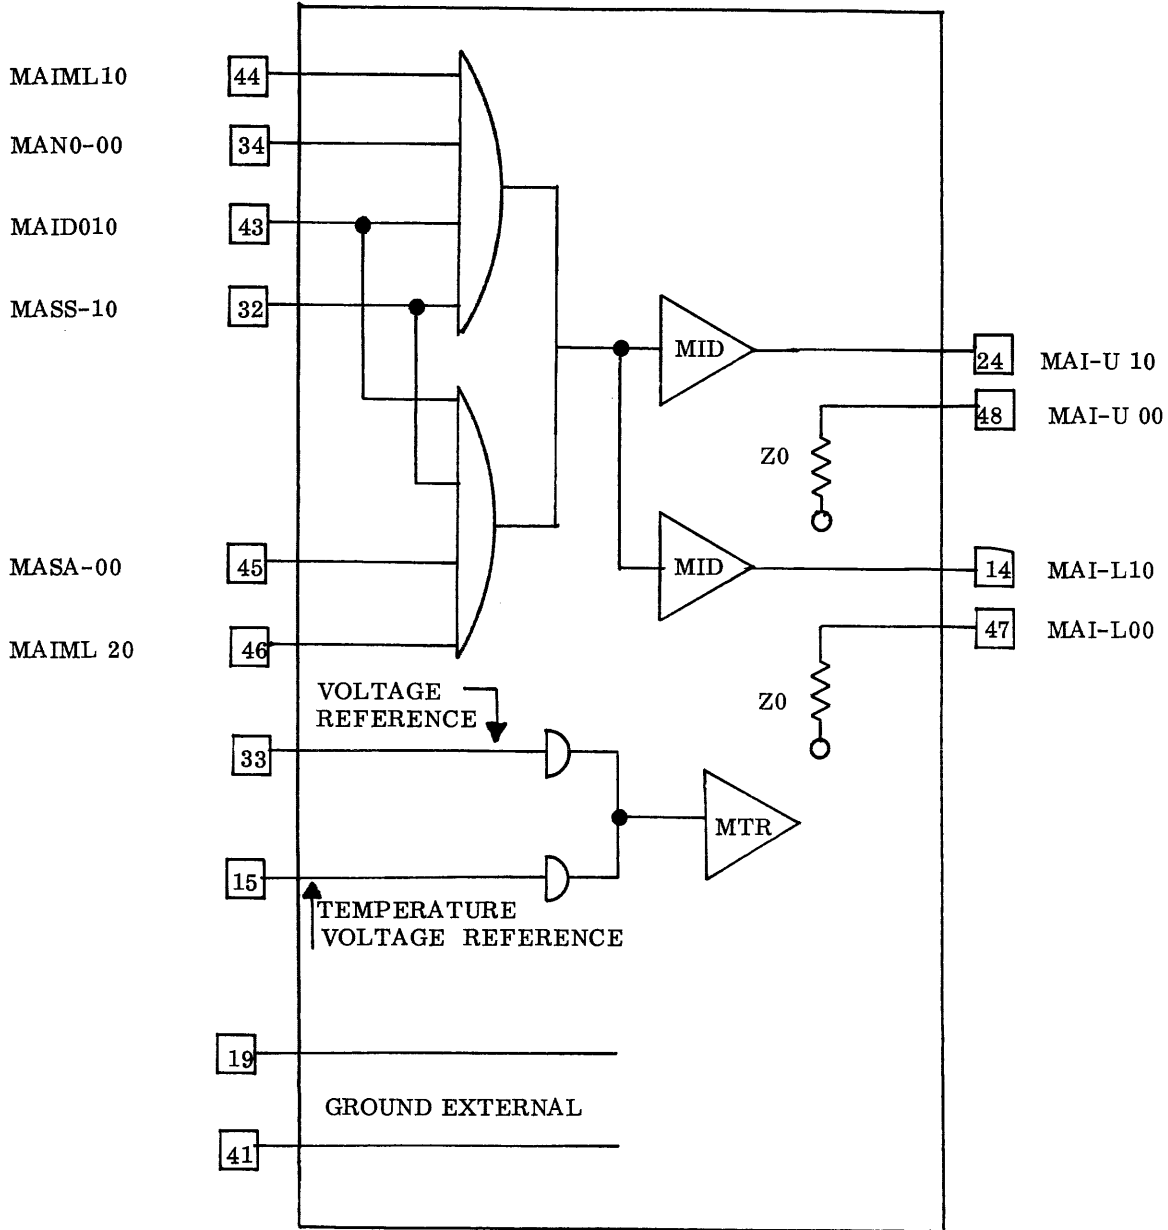 MAIML10 44
MAN0-00 34
MAID010 43
MASS-10 32
MID 24 MAI-U 10
48 MAI-U 00
Z0
MASA-00 45
MID 14 MAI-L10
47 MAI-L00
MAIML 20 46
Z0
VOLTAGE
REFERENCE
33
MTR
15
TEMPERATURE
VOLTAGE REFERENCE
19
GROUND EXTERNAL
41